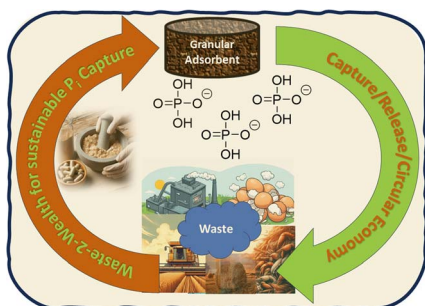 Granular
Adsorbent
Waste-2-Wealth for sustainable Pi Capture
Capture/Release/Circular Economy
OH
O=P-O⊖
OH
OH
O=P-O⊖
OH
OH
O=P-O⊖
OH
Waste